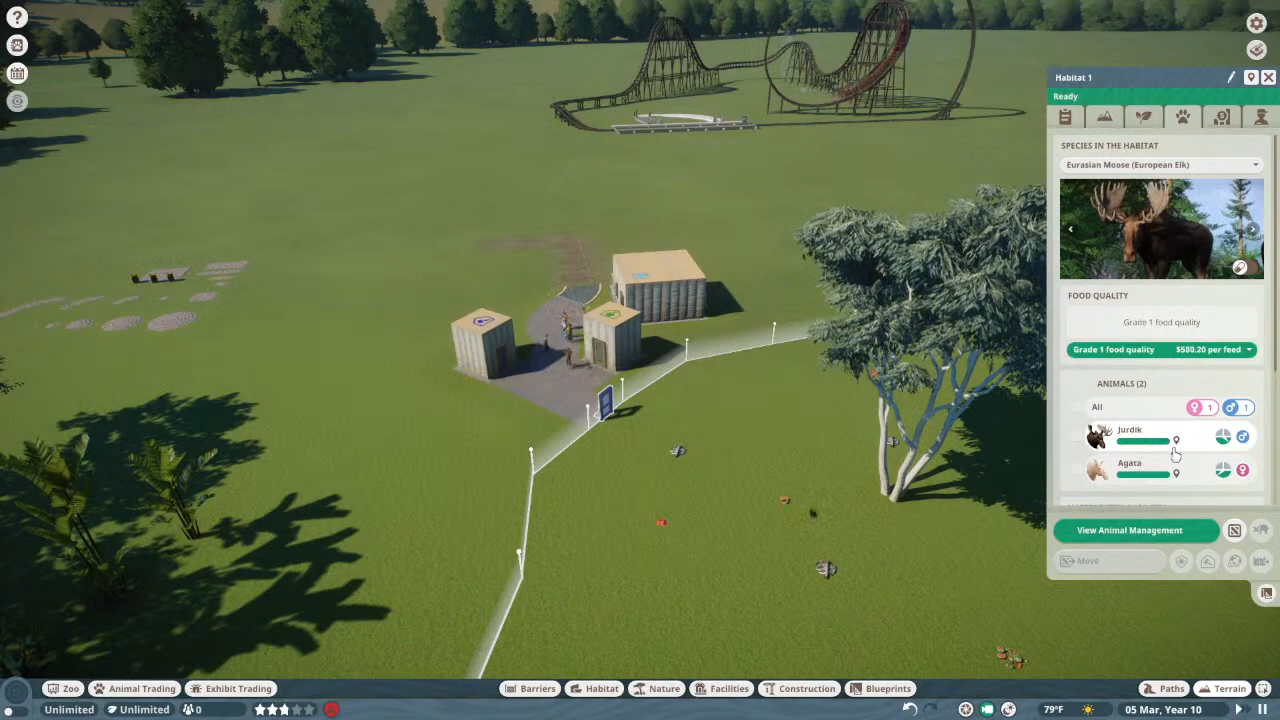 Habitat 1
Ready
SPECIES IN THE HABITAT
Eurasian Moose (European Elk)
FOOD QUALITY
Grade 1 food quality
Grade 1 food quality $580.20 per feed
ANIMALS (2)
All 1 1
Jurdik
Agata
View Animal Management
Move
Zoo Animal Trading Exhibit Trading Barriers Habitat Nature Facilities Construction Blueprints Paths Terrain
Unlimited Unlimited 0 79°F 05 Mar, Year 10